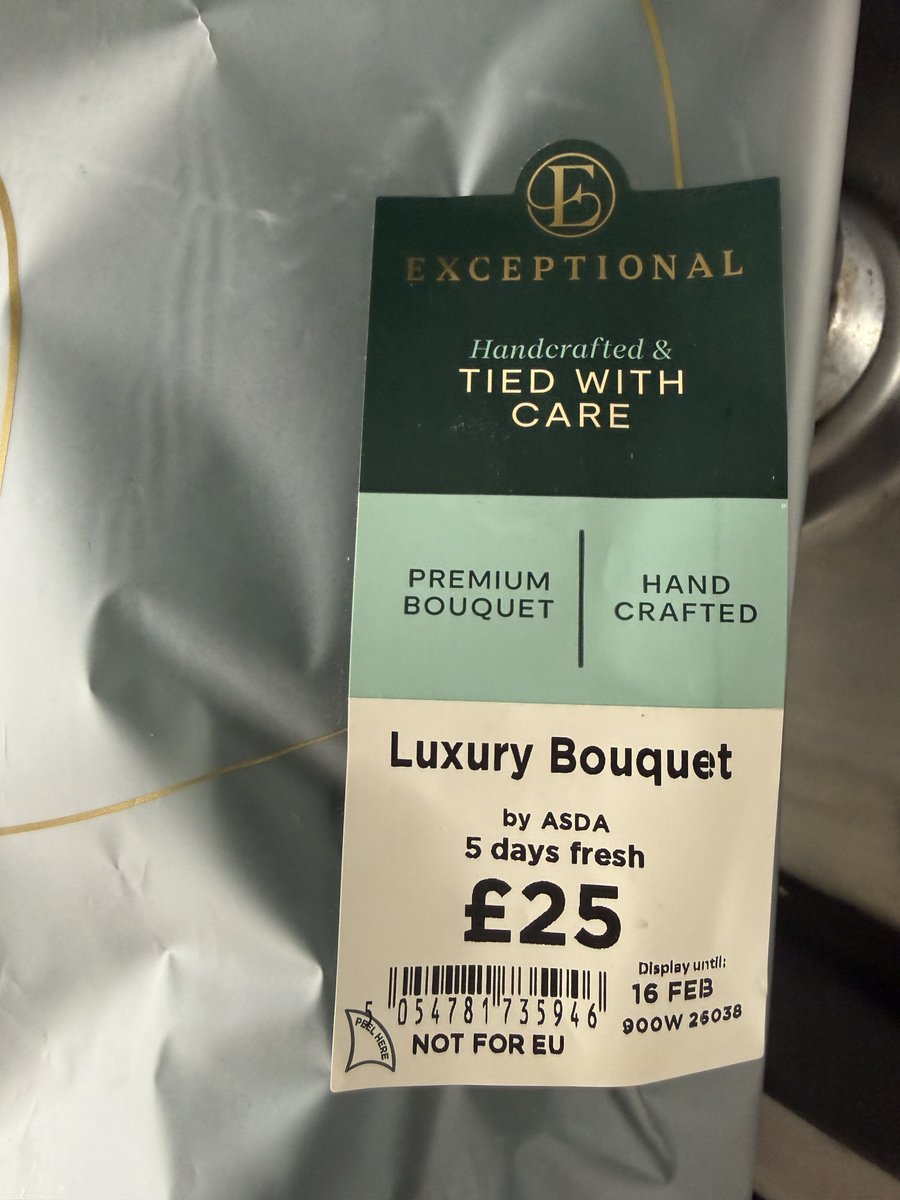 E
EXCEPTIONAL
Handcrafted &
TIED WITH
CARE
PREMIUM
BOUQUET
HAND
CRAFTED
Luxury Bouquet
by ASDA
5 days fresh
£25
Display until:
16 FEB
900W 26038
5 054781 735946
PEEL HERE
NOT FOR EU